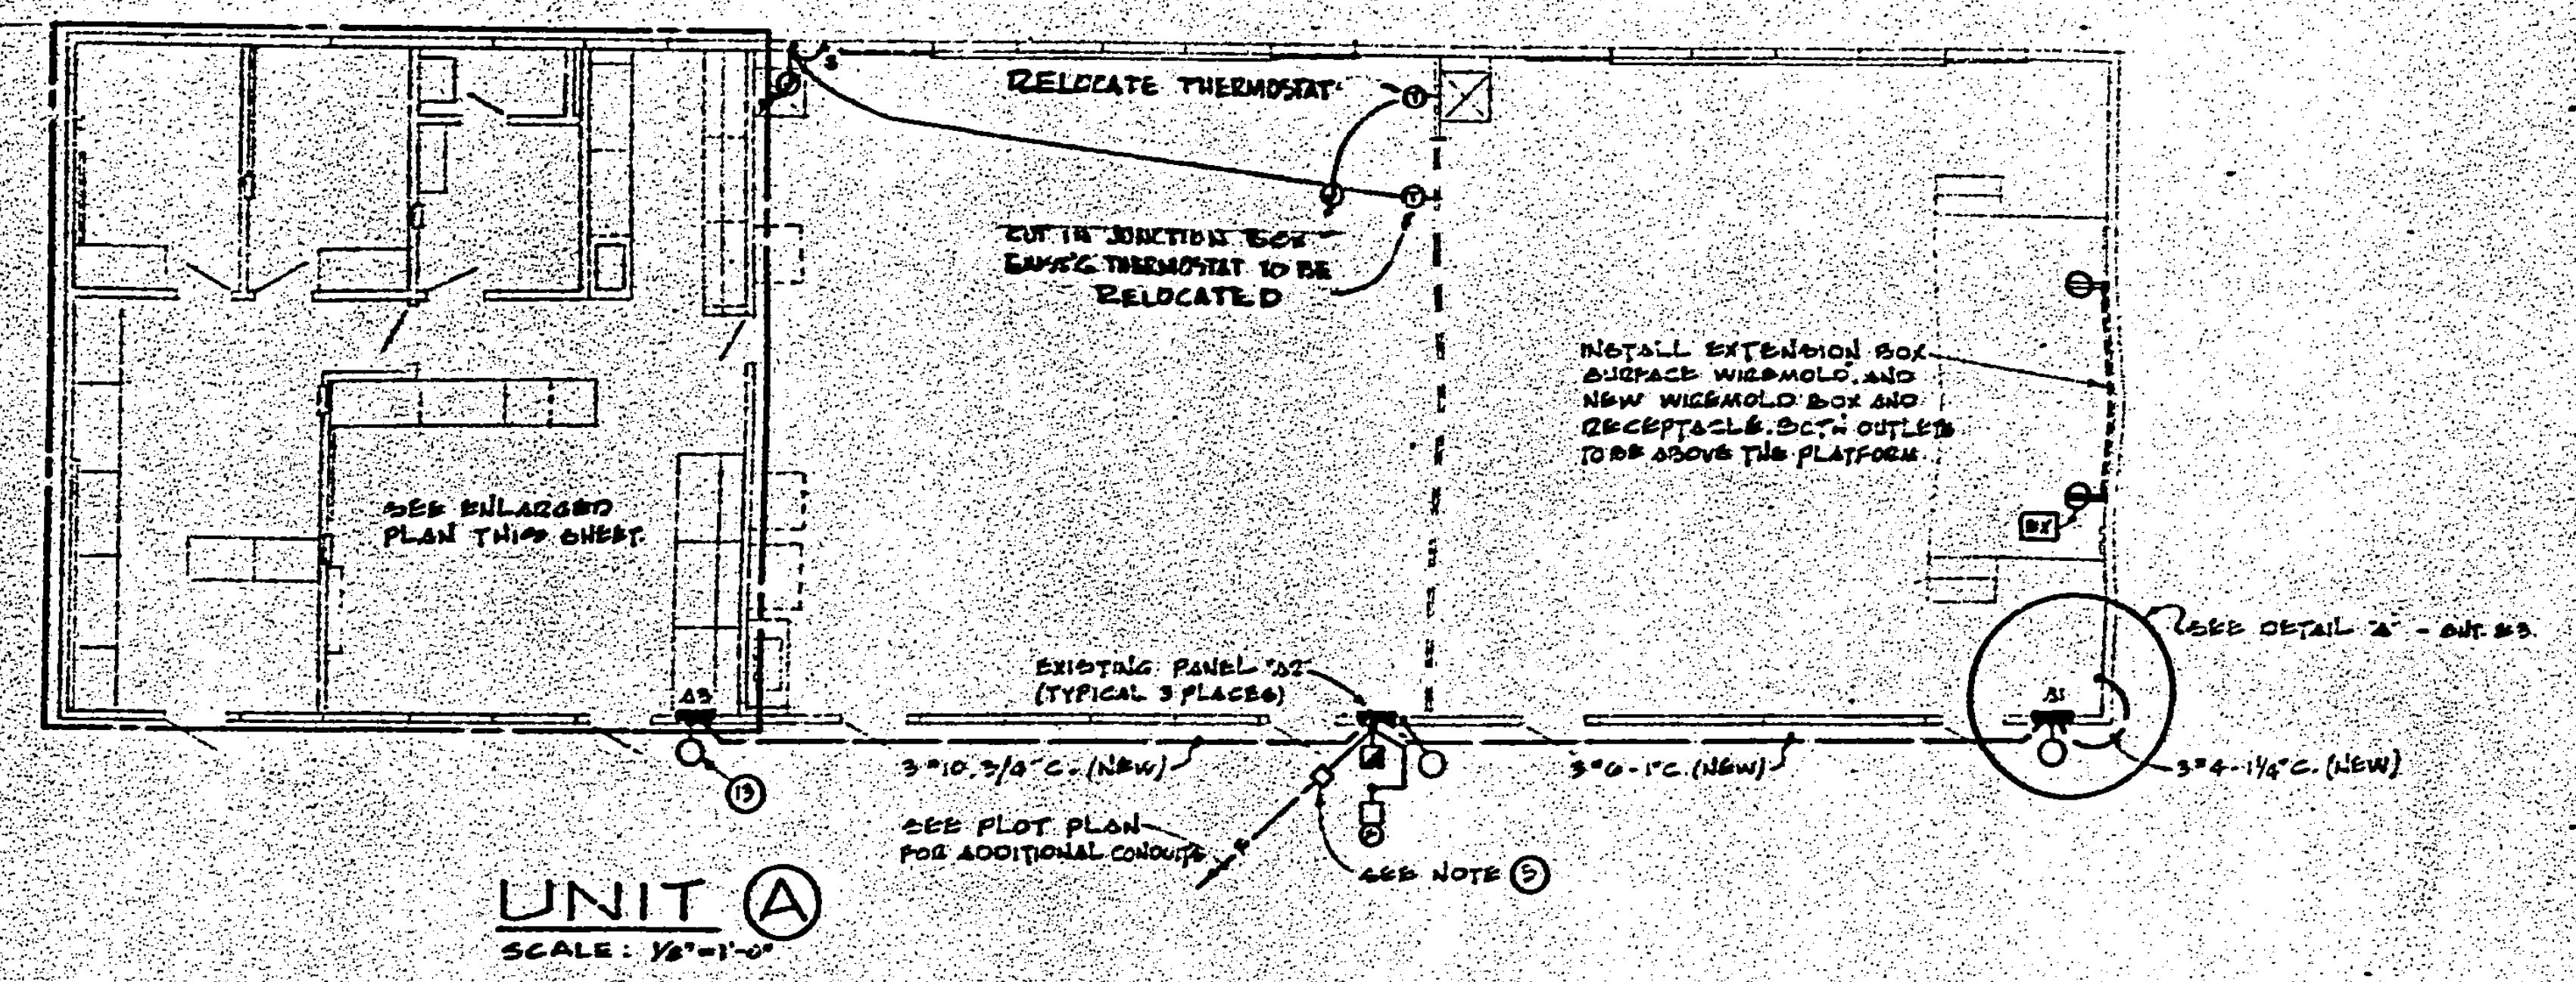 S
RELOCATE THERMOSTAT
T
T
CUT IN JUNCTION BOX
EXIST'G THERMOSTAT TO BE
RELOCATED
J
INSTALL EXTENSION BOX
SURFACE WIREMOLD, AND
NEW WIREMOLD BOX AND
RECEPTACLE. BOTH OUTLETS
TO BE ABOVE THE PLATFORM
EX
SEE ENLARGED
PLAN THIS SHEET.
SEE DETAIL "A" - SHT. #3.
EXISTING PANEL "A2"
(TYPICAL 3 PLACES)
A3
A1
3#10, 3/4"C. (NEW)
3#6-1"C. (NEW)
3#4-1¼"C. (NEW)
13
SEE PLOT PLAN
FOR ADDITIONAL CONDUITS
SEE NOTE 5
UNIT A
SCALE: 1/8"=1'-0"